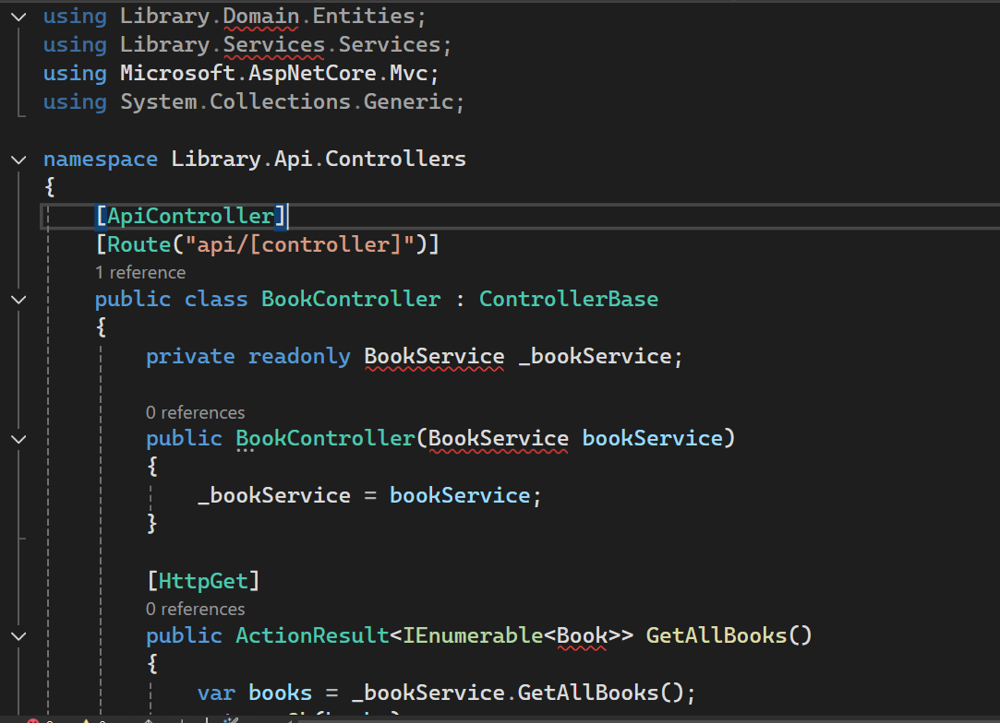 using Library.Domain.Entities;
using Library.Services.Services;
using Microsoft.AspNetCore.Mvc;
using System.Collections.Generic;
namespace Library.Api.Controllers
{
[ApiController]
[Route("api/[controller]")]
1 reference
public class BookController : ControllerBase
{
private readonly BookService _bookService;
0 references
public BookController(BookService bookService)
{
_bookService = bookService;
}
[HttpGet]
0 references
public ActionResult<IEnumerable<Book>> GetAllBooks()
{
var books = _bookService.GetAllBooks();